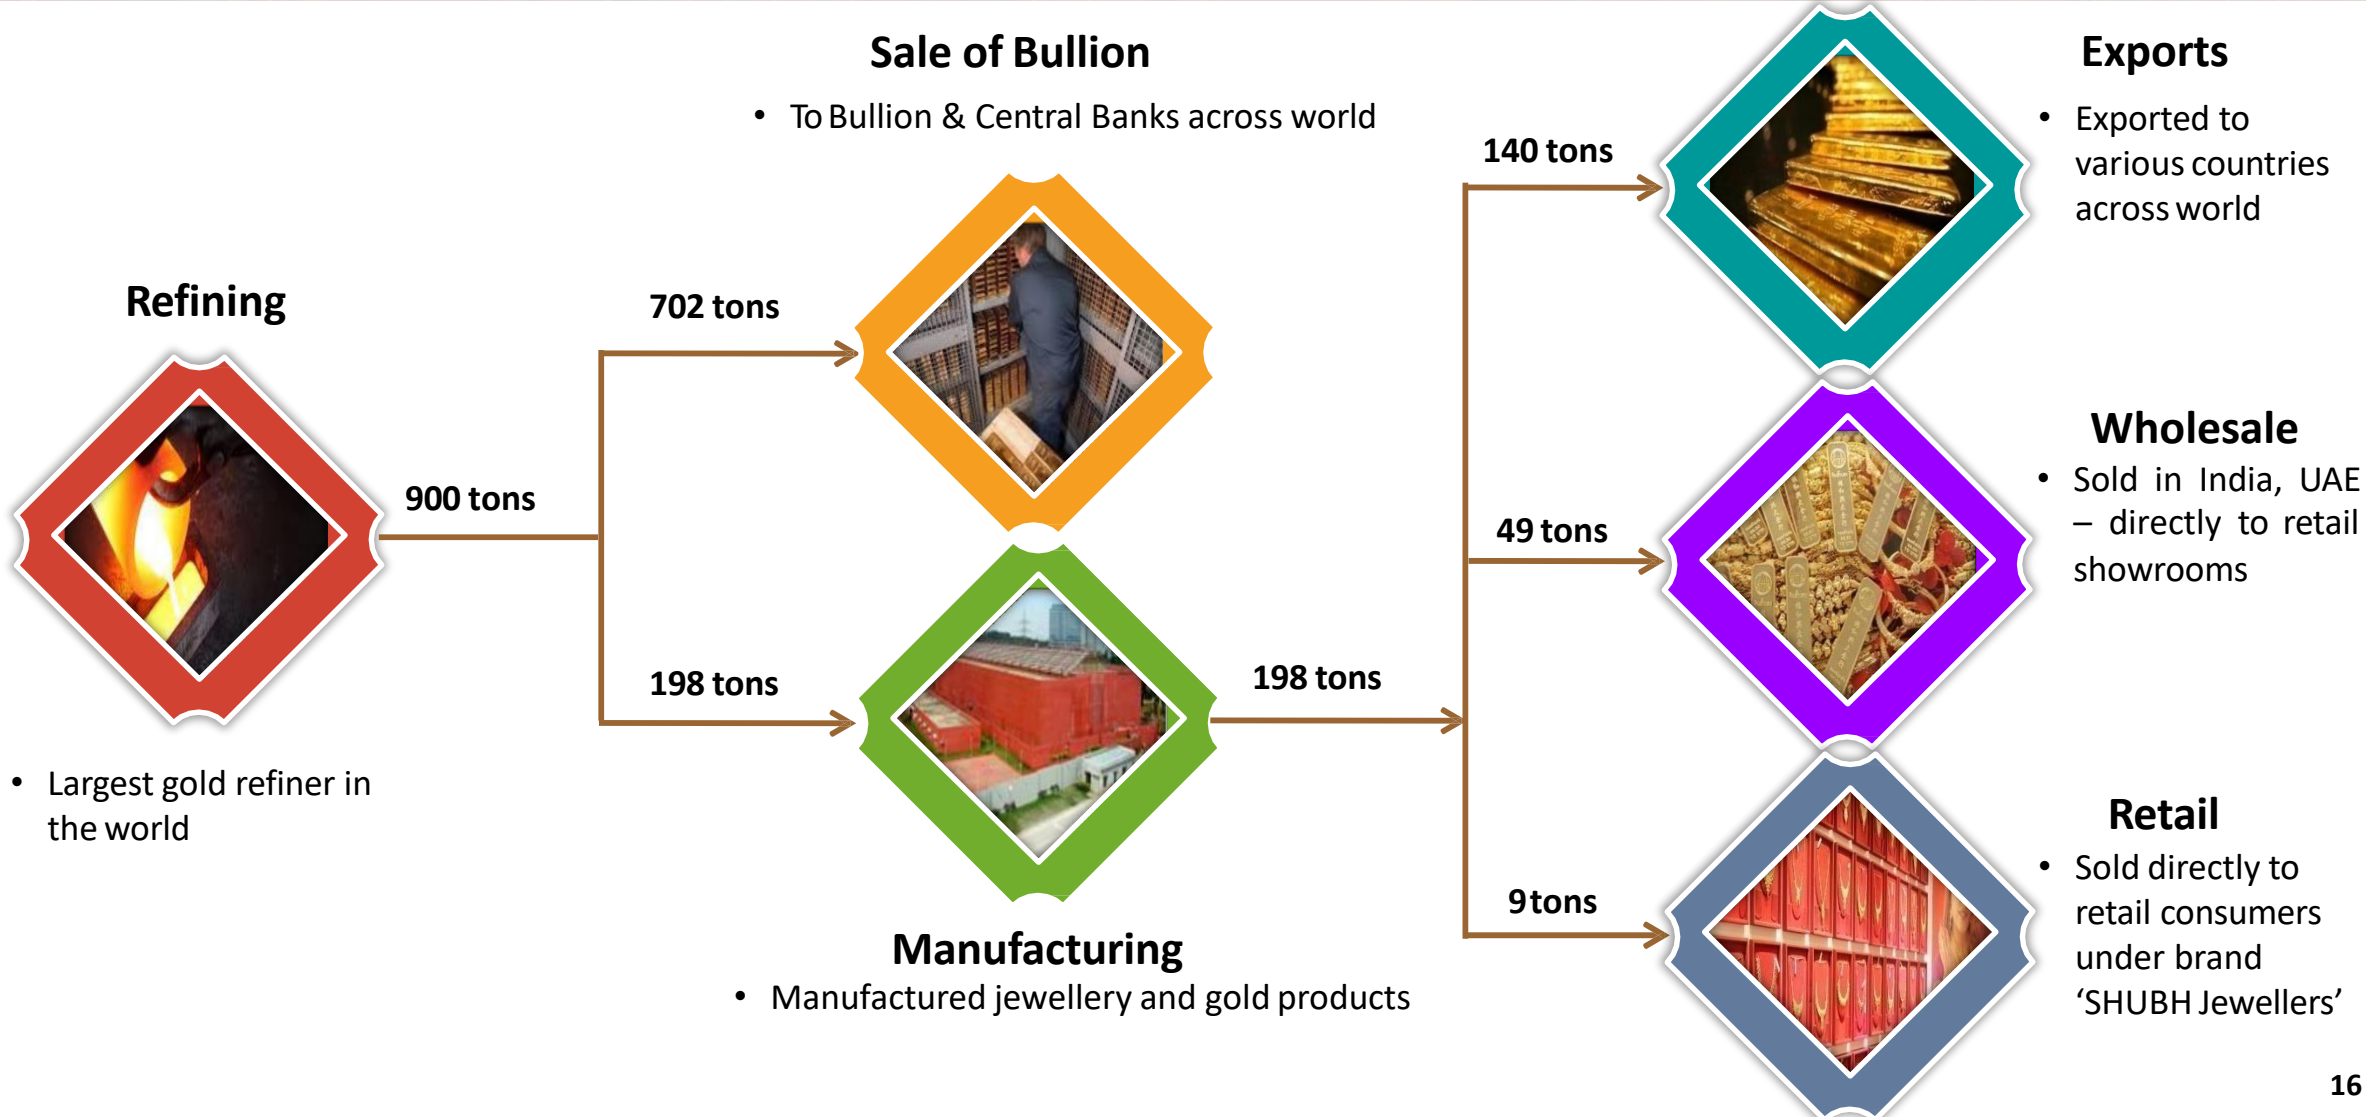 Sale of Bullion
• To Bullion & Central Banks across world
Refining
900 tons
• Largest gold refiner in
the world
702 tons
198 tons
Manufacturing
• Manufactured jewellery and gold products
198 tons
140 tons
Exports
• Exported to
various countries
across world
49 tons
Wholesale
• Sold in India, UAE
– directly to retail
showrooms
9 tons
Retail
• Sold directly to
retail consumers
under brand
‘SHUBH Jewellers’
16